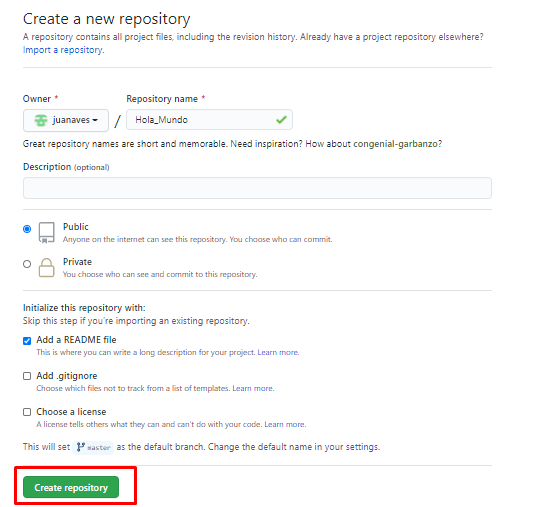 Create a new repository
A repository contains all project files, including the revision history. Already have a project repository elsewhere?
Import a repository.
Owner *
Repository name *
juanaves
/
Hola_Mundo
Great repository names are short and memorable. Need inspiration? How about congenial-garbanzo?
Description (optional)
Public
Anyone on the internet can see this repository. You choose who can commit.
Private
You choose who can see and commit to this repository.
Initialize this repository with:
Skip this step if you're importing an existing repository.
Add a README file
This is where you can write a long description for your project. Learn more.
Add .gitignore
Choose which files not to track from a list of templates. Learn more.
Choose a license
A license tells others what they can and can't do with your code. Learn more.
This will set master as the default branch. Change the default name in your settings.
Create repository